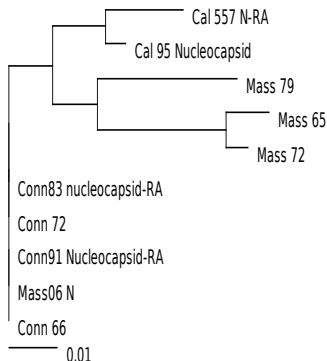 Cal 557 N-RA
Cal 95 Nucleocapsid
Mass 79
Mass 65
Mass 72
Conn83 nucleocapsid-RA
Conn 72
Conn91 Nucleocapsid-RA
Mass06 N
Conn 66
0.01